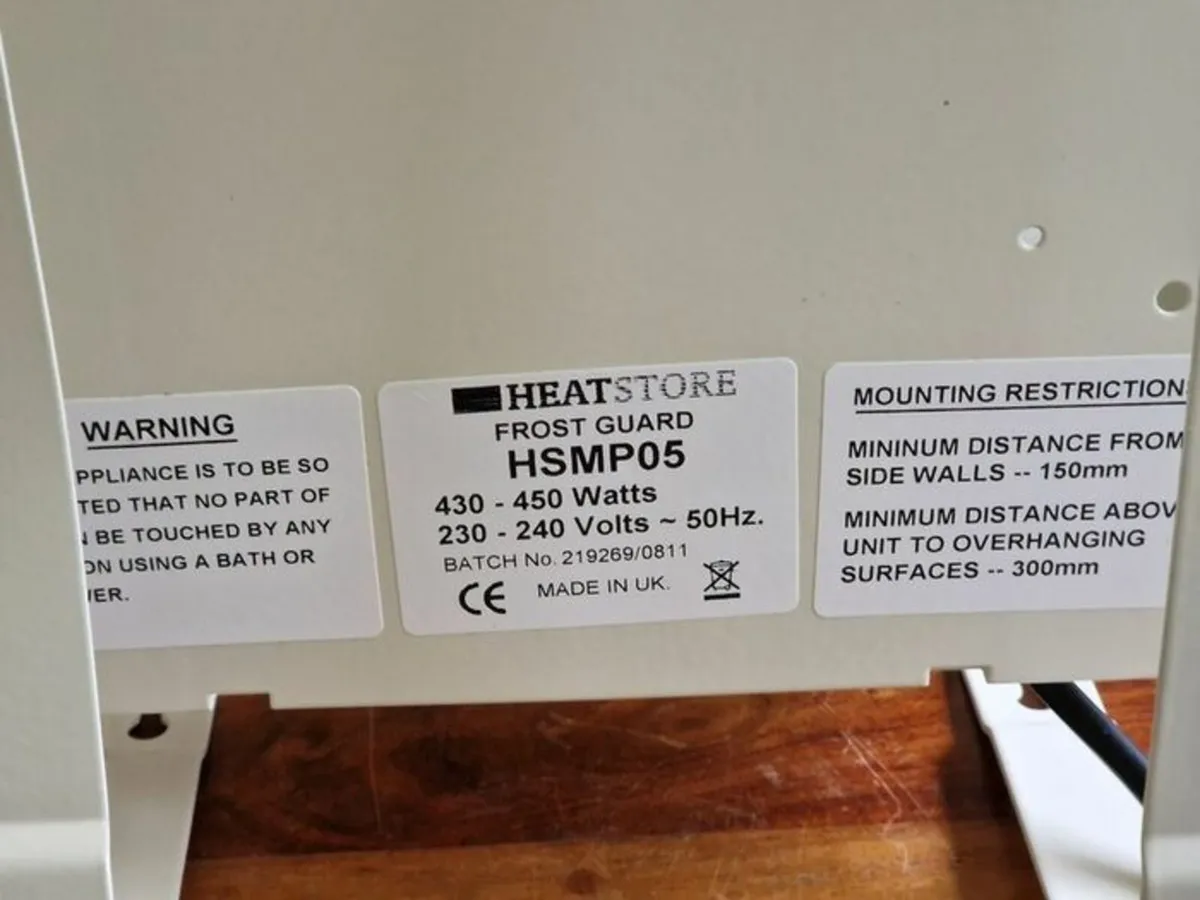 WARNING
PPLIANCE IS TO BE SO
TED THAT NO PART OF
BE TOUCHED BY ANY
ON USING A BATH OR
ER.
HEATSTORE
FROST GUARD
HSMP05
430 - 450 Watts
230 - 240 Volts ~ 50Hz.
BATCH No. 219269/0811
CE MADE IN UK.
MOUNTING RESTRICTION
MININUM DISTANCE FROM
SIDE WALLS -- 150mm
MINIMUM DISTANCE ABOV
UNIT TO OVERHANGING
SURFACES -- 300mm